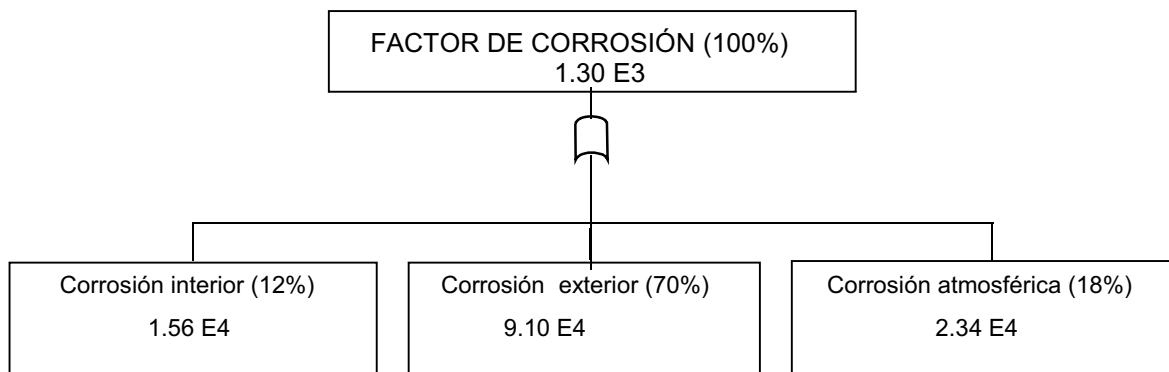 FACTOR DE CORROSIÓN (100%)
1.30 E3
Corrosión interior (12%)
1.56 E4
Corrosión exterior (70%)
9.10 E4
Corrosión atmosférica (18%)
2.34 E4